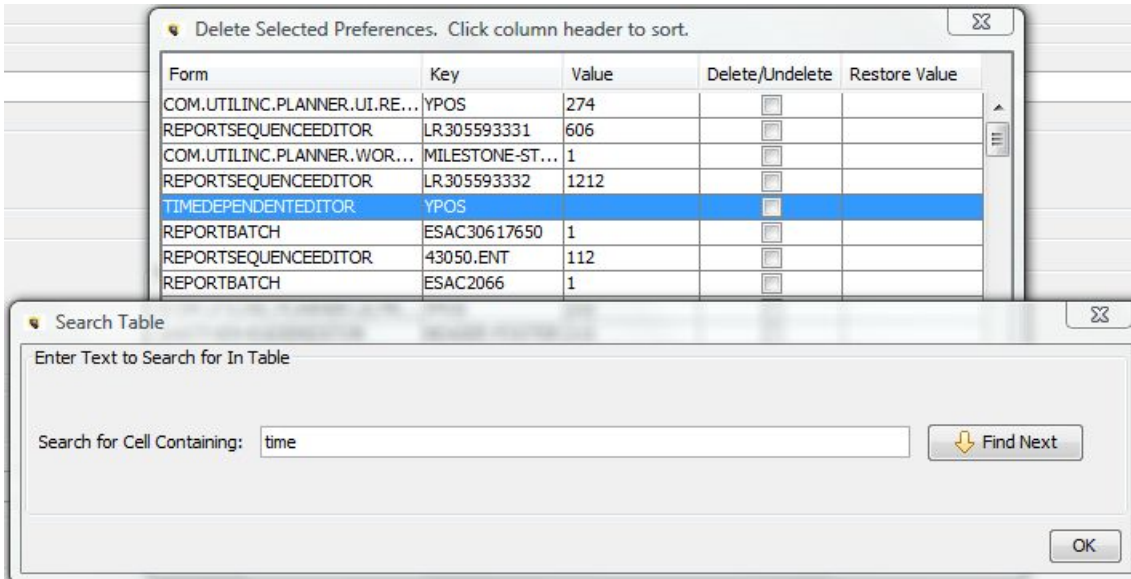 Delete Selected Preferences. Click column header to sort.
Form Key Value Delete/Undelete Restore Value
COM.UTILINC.PLANNER.UI.RE... YPOS 274
REPORTSEQUENCEEDITOR LR305593331 606
COM.UTILINC.PLANNER.WOR... MILESTONE-ST... 1
REPORTSEQUENCEEDITOR LR305593332 1212
TIMEDEPENDENTEDITOR YPOS
REPORTBATCH ESAC30617650 1
REPORTSEQUENCEEDITOR 43050.ENT 112
REPORTBATCH ESAC2066 1
Search Table
Enter Text to Search for In Table
Search for Cell Containing: time Find Next
OK